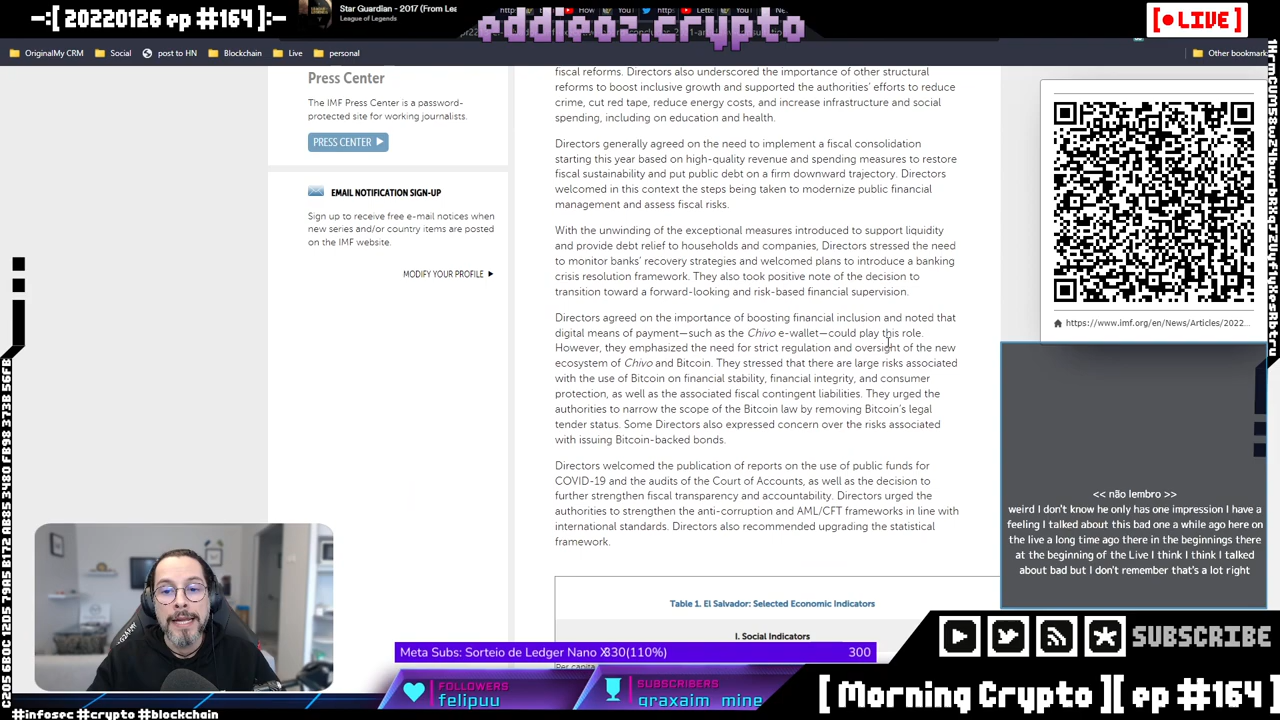 -:[ 20220126 ep #164 ]:-
Star Guardian - 2017 (From Lea
League of Legends
eddieoz.crypto
[ ● LIVE ]
OriginalMy CRM
Social
post to HN
Blockchain
Live
personal
Other bookmark
Press Center
The IMF Press Center is a password-
protected site for working journalists.
PRESS CENTER
EMAIL NOTIFICATION SIGN-UP
Sign up to receive free e-mail notices when
new series and/or country items are posted
on the IMF website.
MODIFY YOUR PROFILE
fiscal reforms. Directors also underscored the importance of other structural
reforms to boost inclusive growth and supported the authorities' efforts to reduce
crime, cut red tape, reduce energy costs, and increase infrastructure and social
spending, including on education and health.
Directors generally agreed on the need to implement a fiscal consolidation
starting this year based on high-quality revenue and spending measures to restore
fiscal sustainability and put public debt on a firm downward trajectory. Directors
welcomed in this context the steps being taken to modernize public financial
management and assess fiscal risks.
With the unwinding of the exceptional measures introduced to support liquidity
and provide debt relief to households and companies, Directors stressed the need
to monitor banks' recovery strategies and welcomed plans to introduce a banking
crisis resolution framework. They also took positive note of the decision to
transition toward a forward-looking and risk-based financial supervision.
Directors agreed on the importance of boosting financial inclusion and noted that
digital means of payment—such as the Chivo e-wallet—could play this role.
However, they emphasized the need for strict regulation and oversight of the new
ecosystem of Chivo and Bitcoin. They stressed that there are large risks associated
with the use of Bitcoin on financial stability, financial integrity, and consumer
protection, as well as the associated fiscal contingent liabilities. They urged the
authorities to narrow the scope of the Bitcoin law by removing Bitcoin's legal
tender status. Some Directors also expressed concern over the risks associated
with issuing Bitcoin-backed bonds.
Directors welcomed the publication of reports on the use of public funds for
COVID-19 and the audits of the Court of Accounts, as well as the decision to
further strengthen fiscal transparency and accountability. Directors urged the
authorities to strengthen the anti-corruption and AML/CFT frameworks in line with
international standards. Directors also recommended upgrading the statistical
framework.
Table 1. El Salvador: Selected Economic Indicators
I. Social Indicators
https://www.imf.org/en/News/Articles/2022...
<< não lembro >>
weird I don't know he only has one impression I have a
feeling I talked about this bad one a while ago here on
the live a long time ago there in the beginnings there
at the beginning of the Live I think I think I talked
about bad but I don't remember that's a lot right
Meta Subs: Sorteio de Ledger Nano X
330(110%)
300
FOLLOWERS
felipuu
SUBSCRIBERS
graxaim_mine
SUBSCRIBE
[ Morning Crypto ][ ep #164 ]
#infosec #crypto #blockchain